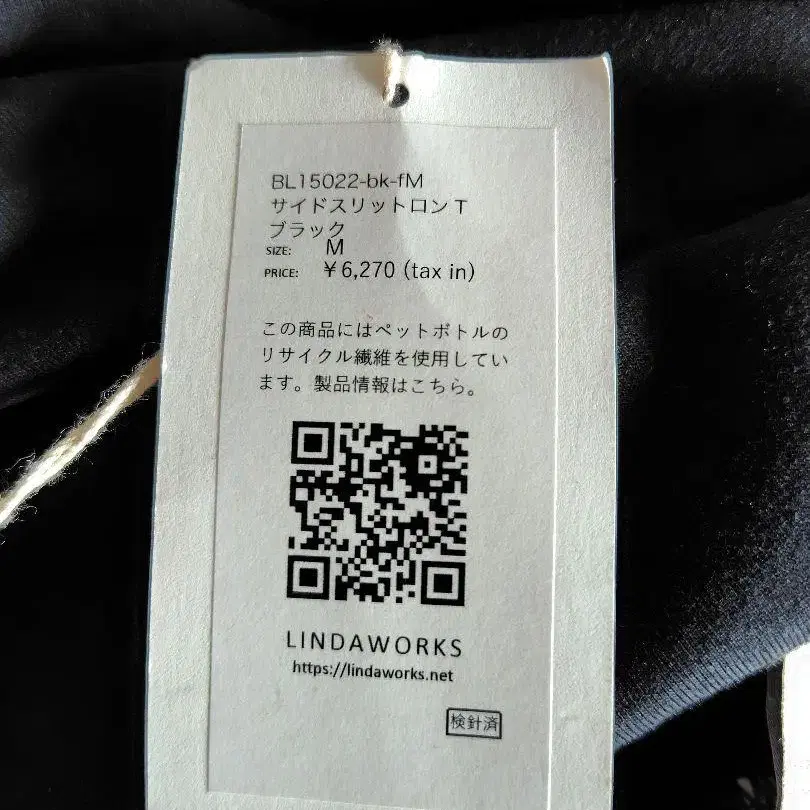 BL15022-bk-fM
サイドスリットロンT
ブラック
SIZE: M
PRICE: ￥6,270 (tax in)
この商品にはペットボトルの
リサイクル繊維を使用してい
ます。製品情報はこちら。
LINDAWORKS
https://lindaworks.net
検針済